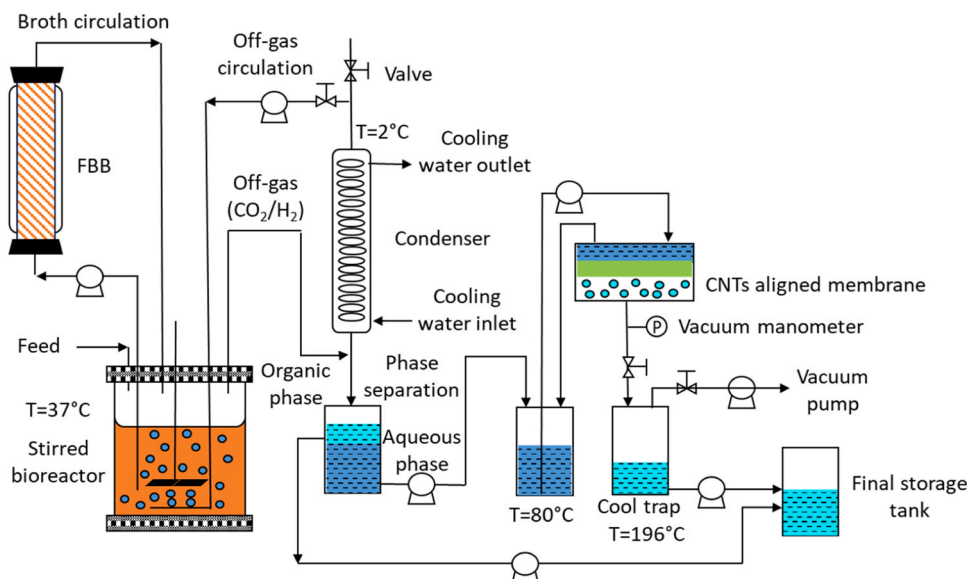 Broth circulation
Off-gas
circulation
Valve
T=2°C
Cooling
water outlet
FBB
Off-gas
(CO₂/H₂)
Condenser
CNTs aligned membrane
Cooling
water inlet
Vacuum manometer
P
Feed
Organic
phase
Phase
separation
Vacuum
pump
T=37°C
Stirred
bioreactor
Aqueous
phase
Final storage
tank
T=80°C
Cool trap
T=196°C